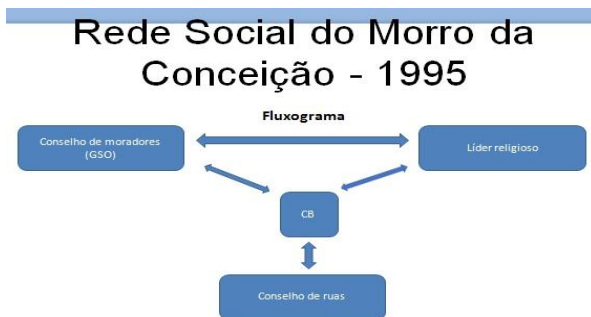 Rede Social do Morro da
Conceição - 1995
Fluxograma
Conselho de moradores
(GSO)
Líder religioso
CB
Conselho de ruas